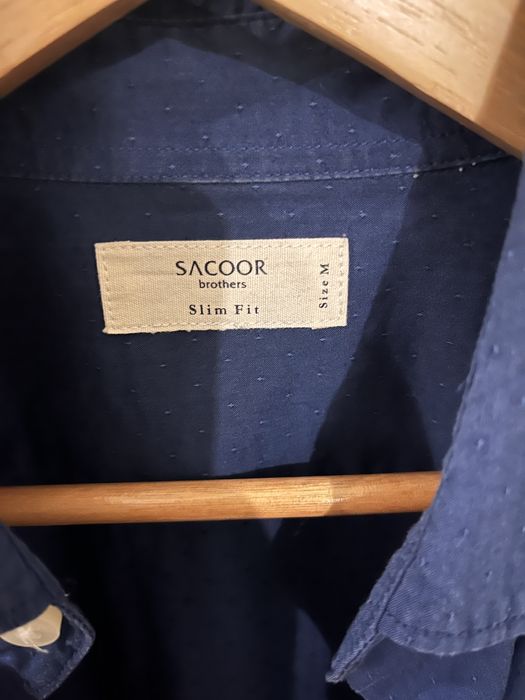 SACOOR
brothers
Slim Fit
Size M